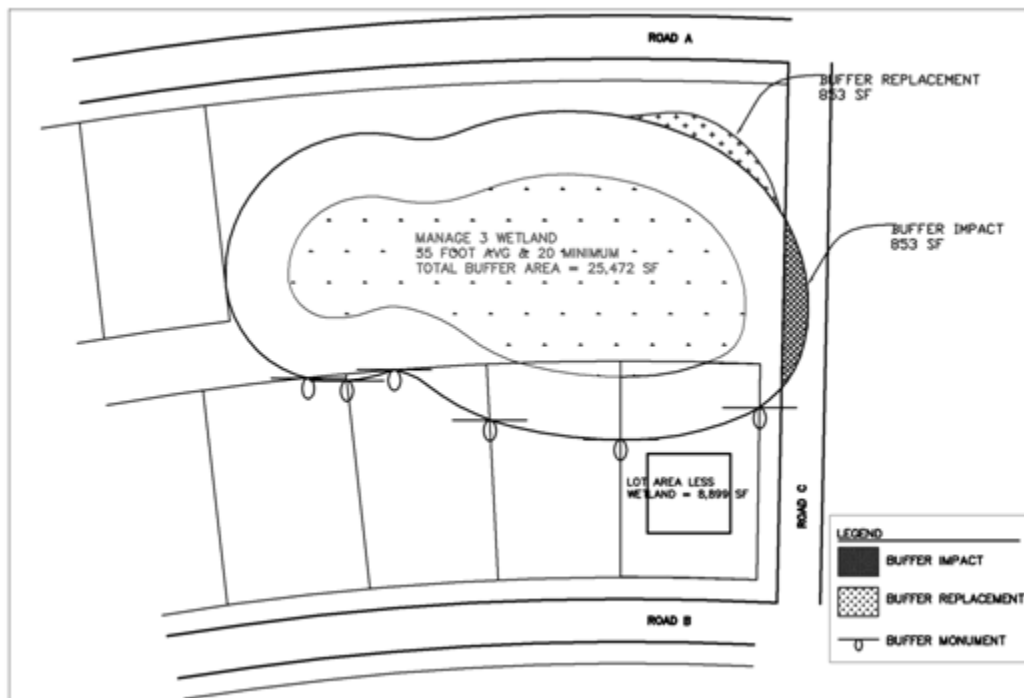 ROAD A
BUFFER REPLACEMENT
853 SF
BUFFER IMPACT
853 SF
MANAGE 3 WETLAND
55 FOOT AVG & 20 MINIMUM
TOTAL BUFFER AREA = 25,472 SF
LOT AREA LESS
WETLAND = 8,899 SF
ROAD C
ROAD B
LEGEND
BUFFER IMPACT
BUFFER REPLACEMENT
BUFFER MONUMENT